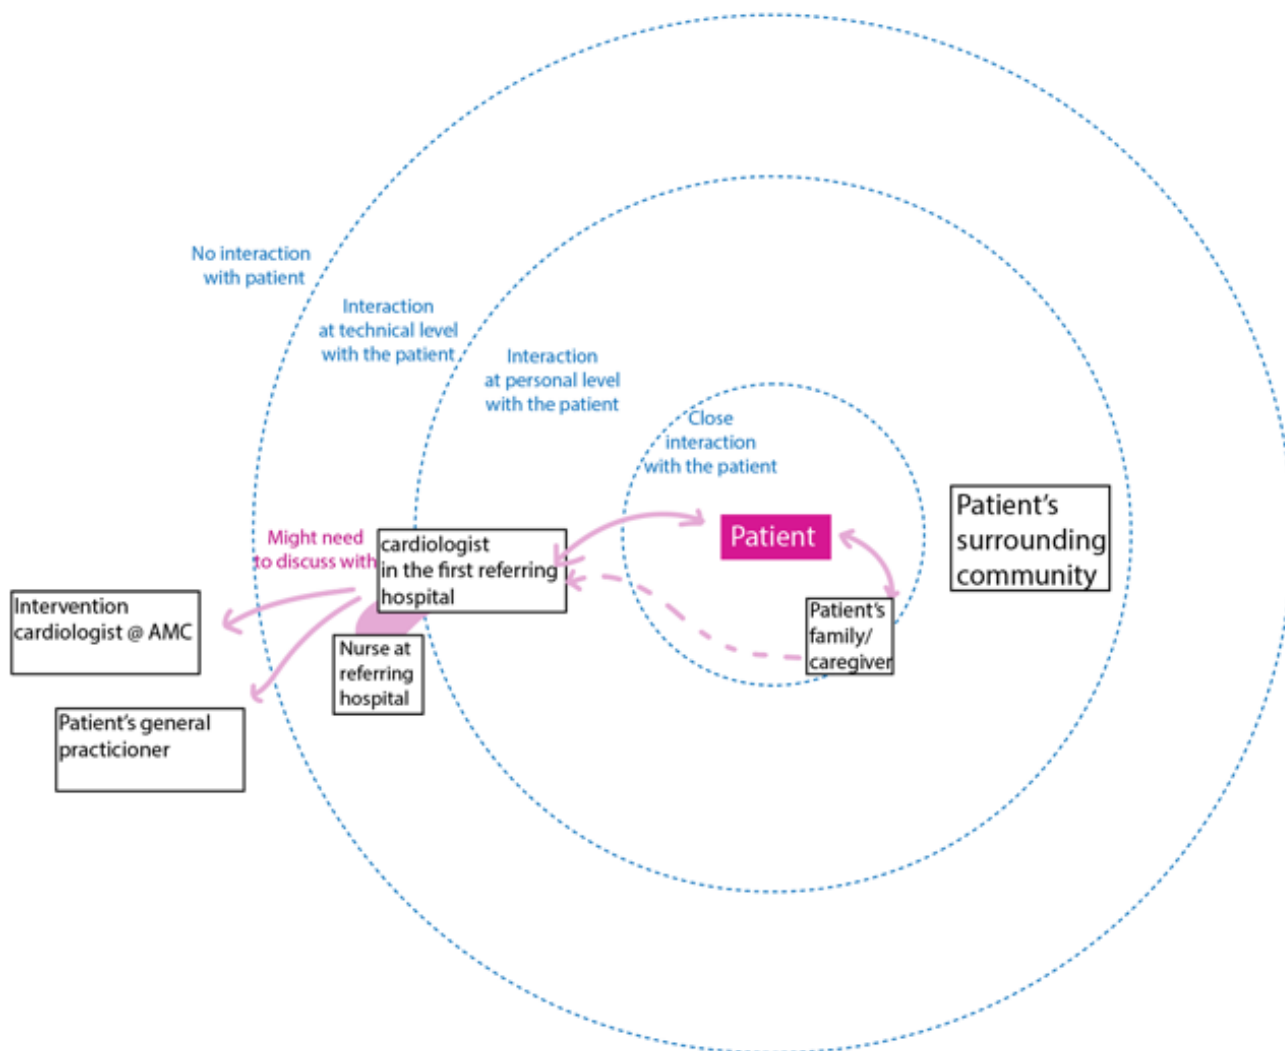 No interaction
with patient
Interaction
at technical level
with the patient
Interaction
at personal level
with the patient
Close
interaction
with the patient
Patient
Patient's
surrounding
community
Might need
to discuss with
cardiologist
in the first referring
hospital
Intervention
cardiologist @ AMC
Nurse at
referring
hospital
Patient's
family/
caregiver
Patient's general
practicioner